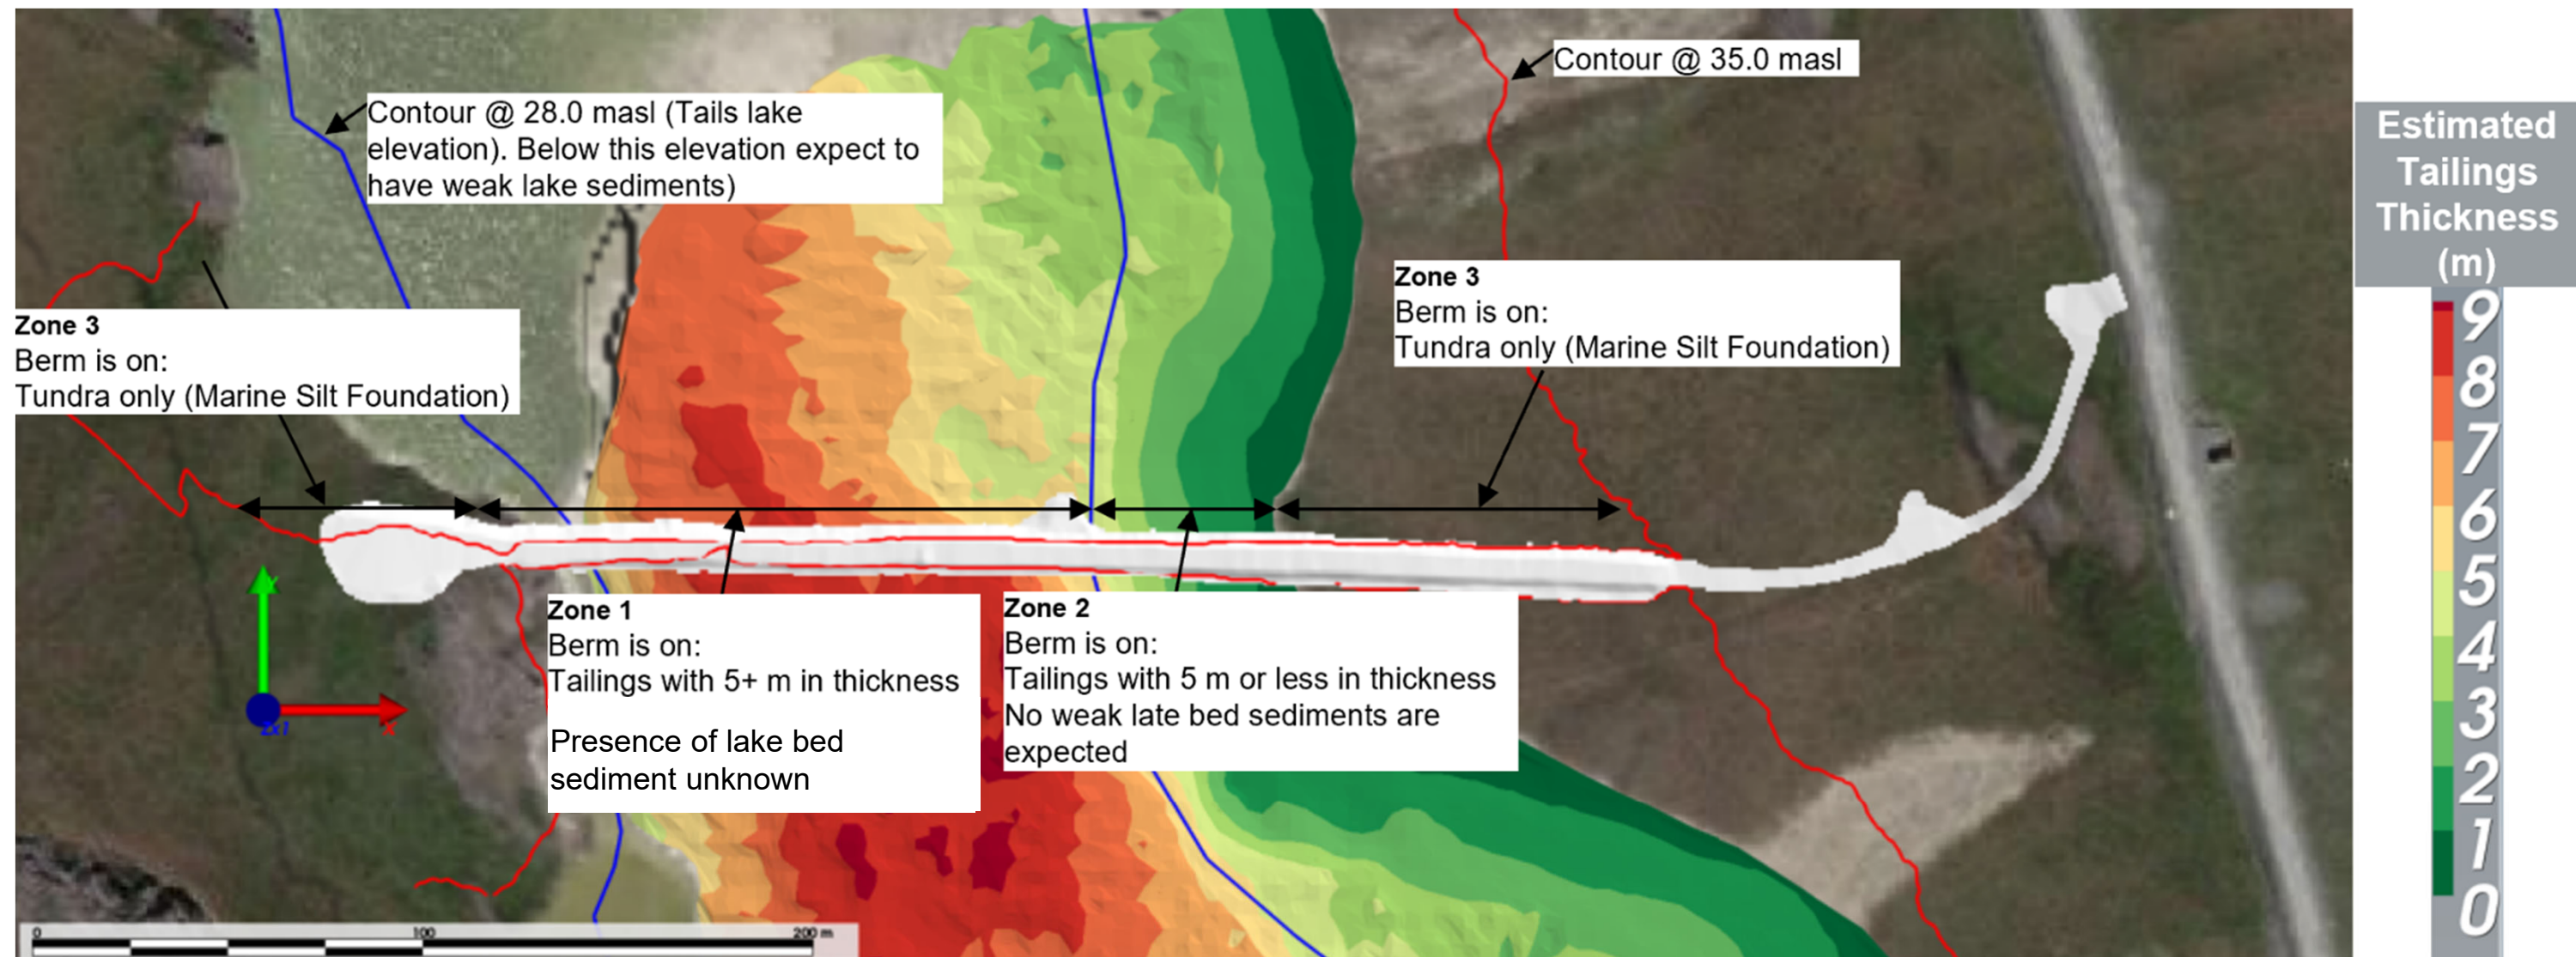 Contour @ 35.0 masl
Contour @ 28.0 masl (Tails lake
elevation). Below this elevation expect to
have weak lake sediments)
Estimated
Tailings
Thickness
(m)
9
8
7
6
5
4
3
2
1
0
Zone 3
Berm is on:
Tundra only (Marine Silt Foundation)
Zone 3
Berm is on:
Tundra only (Marine Silt Foundation)
Zone 1
Berm is on:
Tailings with 5+ m in thickness
Presence of lake bed
sediment unknown
Zone 2
Berm is on:
Tailings with 5 m or less in thickness
No weak late bed sediments are
expected
Y
X
0 100 200 m